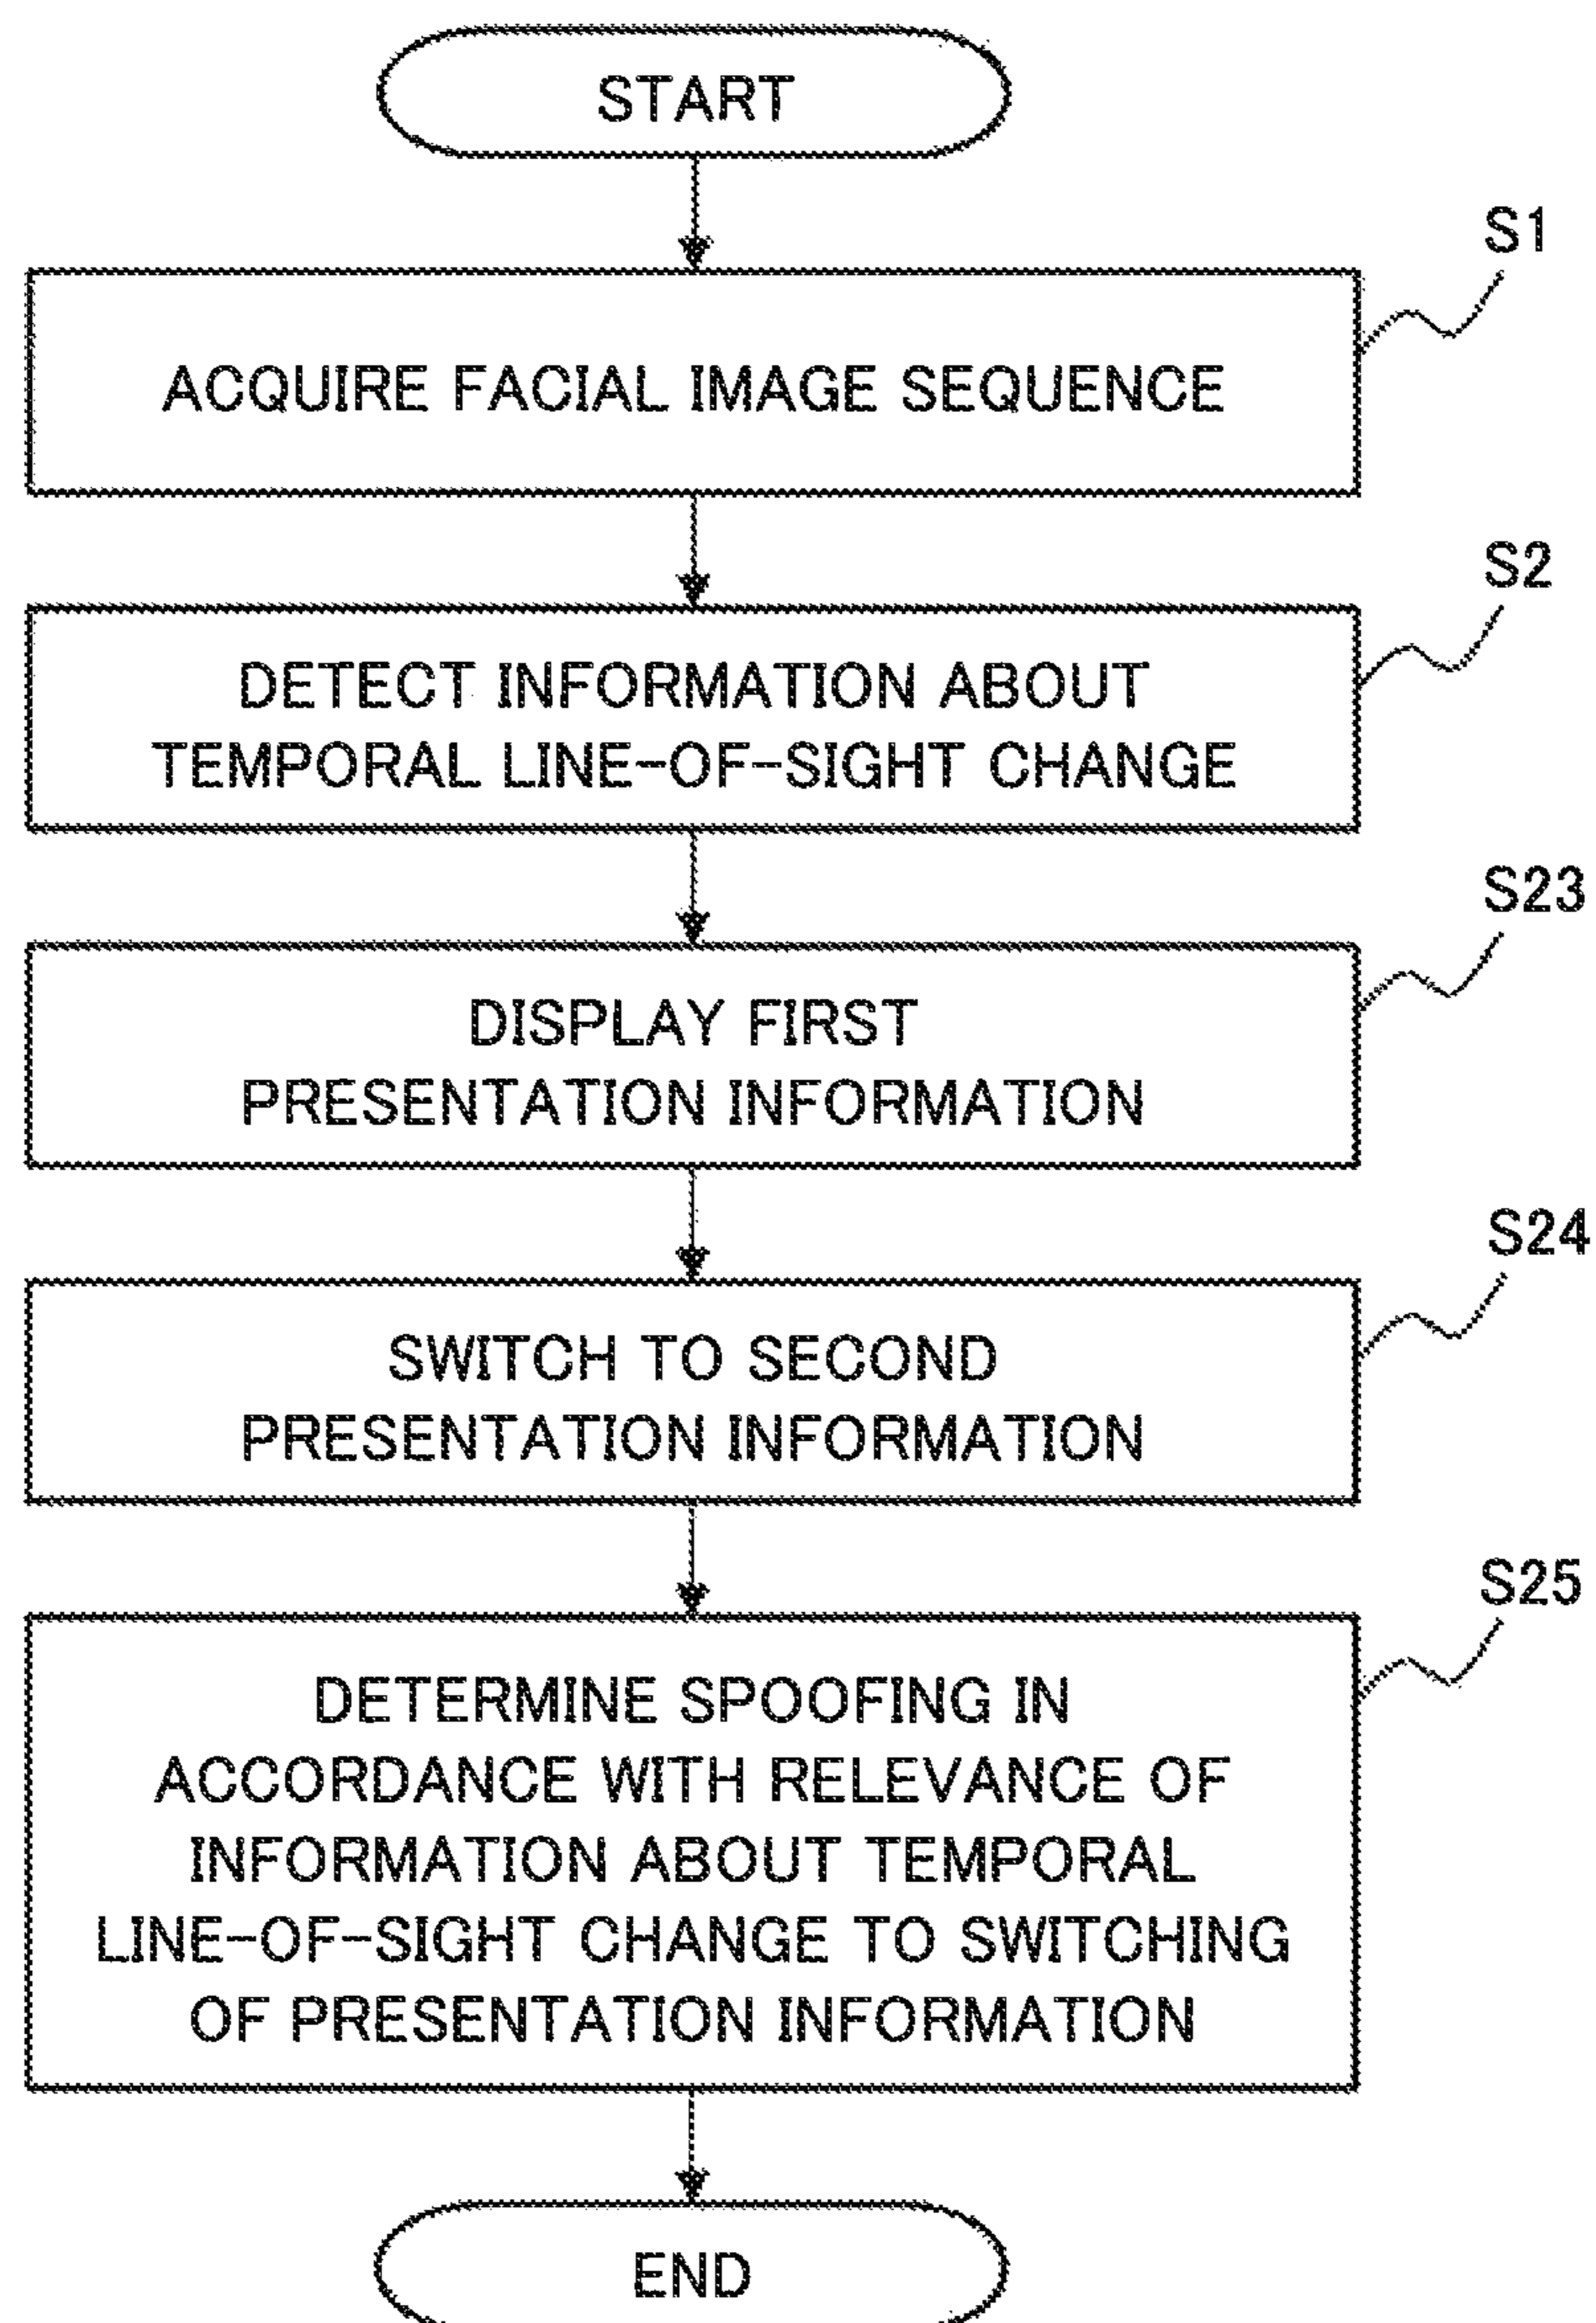 START
S1
ACQUIRE FACIAL IMAGE SEQUENCE
S2
DETECT INFORMATION ABOUT
TEMPORAL LINE-OF-SIGHT CHANGE
S23
DISPLAY FIRST
PRESENTATION INFORMATION
S24
SWITCH TO SECOND
PRESENTATION INFORMATION
S25
DETERMINE SPOOFING IN
ACCORDANCE WITH RELEVANCE OF
INFORMATION ABOUT TEMPORAL
LINE-OF-SIGHT CHANGE TO SWITCHING
OF PRESENTATION INFORMATION
END